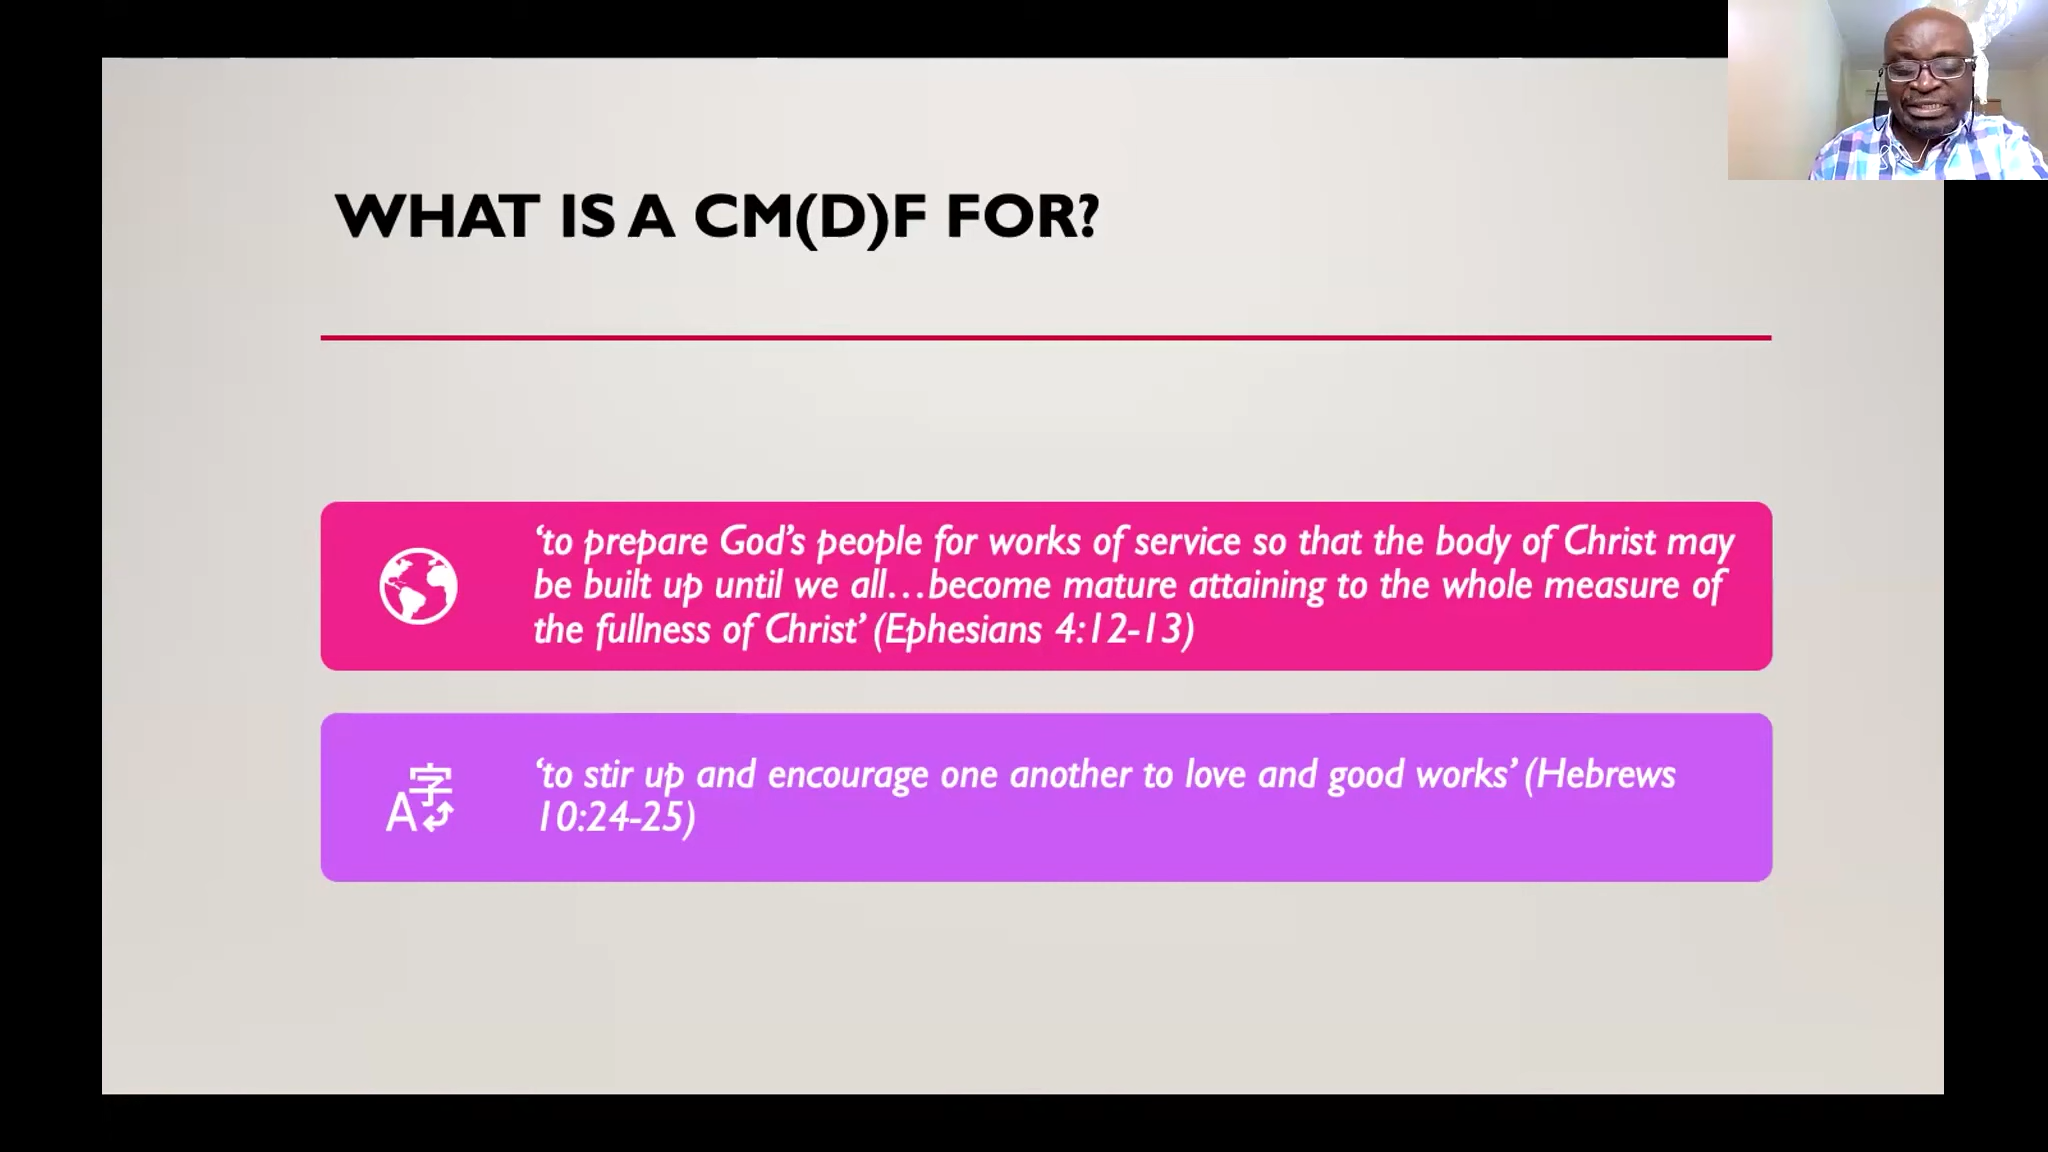 WHAT IS A CM(D)F FOR?
‘to prepare God’s people for works of service so that the body of Christ may
be built up until we all…become mature attaining to the whole measure of
the fullness of Christ’ (Ephesians 4:12-13)
字
A
‘to stir up and encourage one another to love and good works’ (Hebrews
10:24-25)